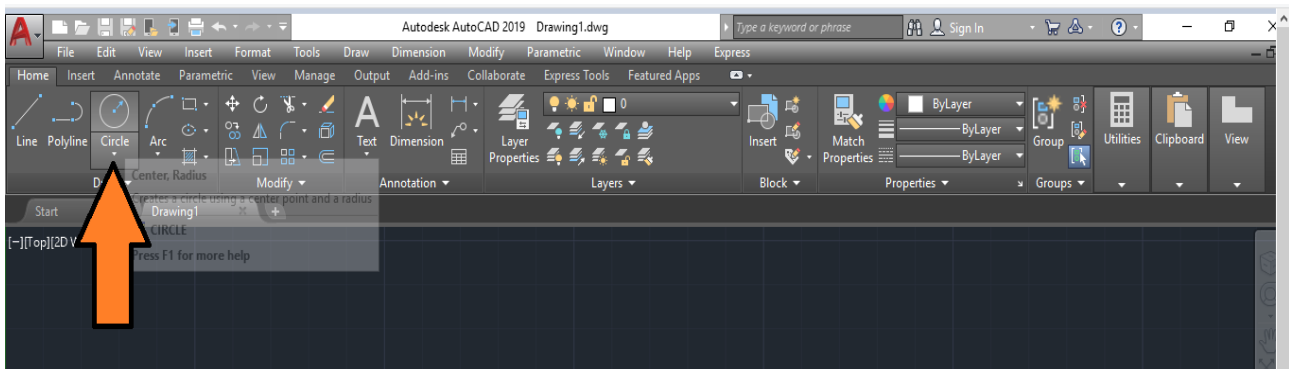 A Autodesk AutoCAD 2019 Drawing1.dwg Type a keyword or phrase Sign In
File Edit View Insert Format Tools Draw Dimension Modify Parametric Window Help Express
Home Insert Annotate Parametric View Manage Output Add-ins Collaborate Express Tools Featured Apps
0 ByLayer
ByLayer
Line Polyline Circle Arc Text Dimension Layer Properties Insert Match Properties ByLayer Group Utilities Clipboard View
Modify Annotation Layers Block Properties Groups
Center, Radius
Creates a circle using a center point and a radius
Start Drawing1
CIRCLE
Press F1 for more help
[−][Top][2D